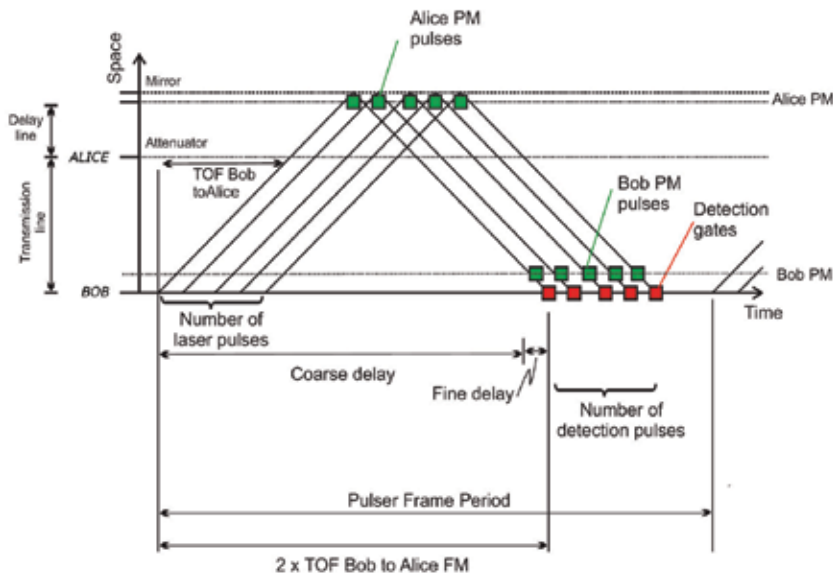 Alice PM
pulses
Space
Mirror
Alice PM
Delay
line
Attenuator
ALICE
TOF Bob
toAlice
Transmission
line
Bob PM
pulses
Detection
gates
Bob PM
BOB
Time
Number of
laser pulses
Coarse delay
Fine delay
Number of
detection pulses
Pulser Frame Period
2 x TOF Bob to Alice FM